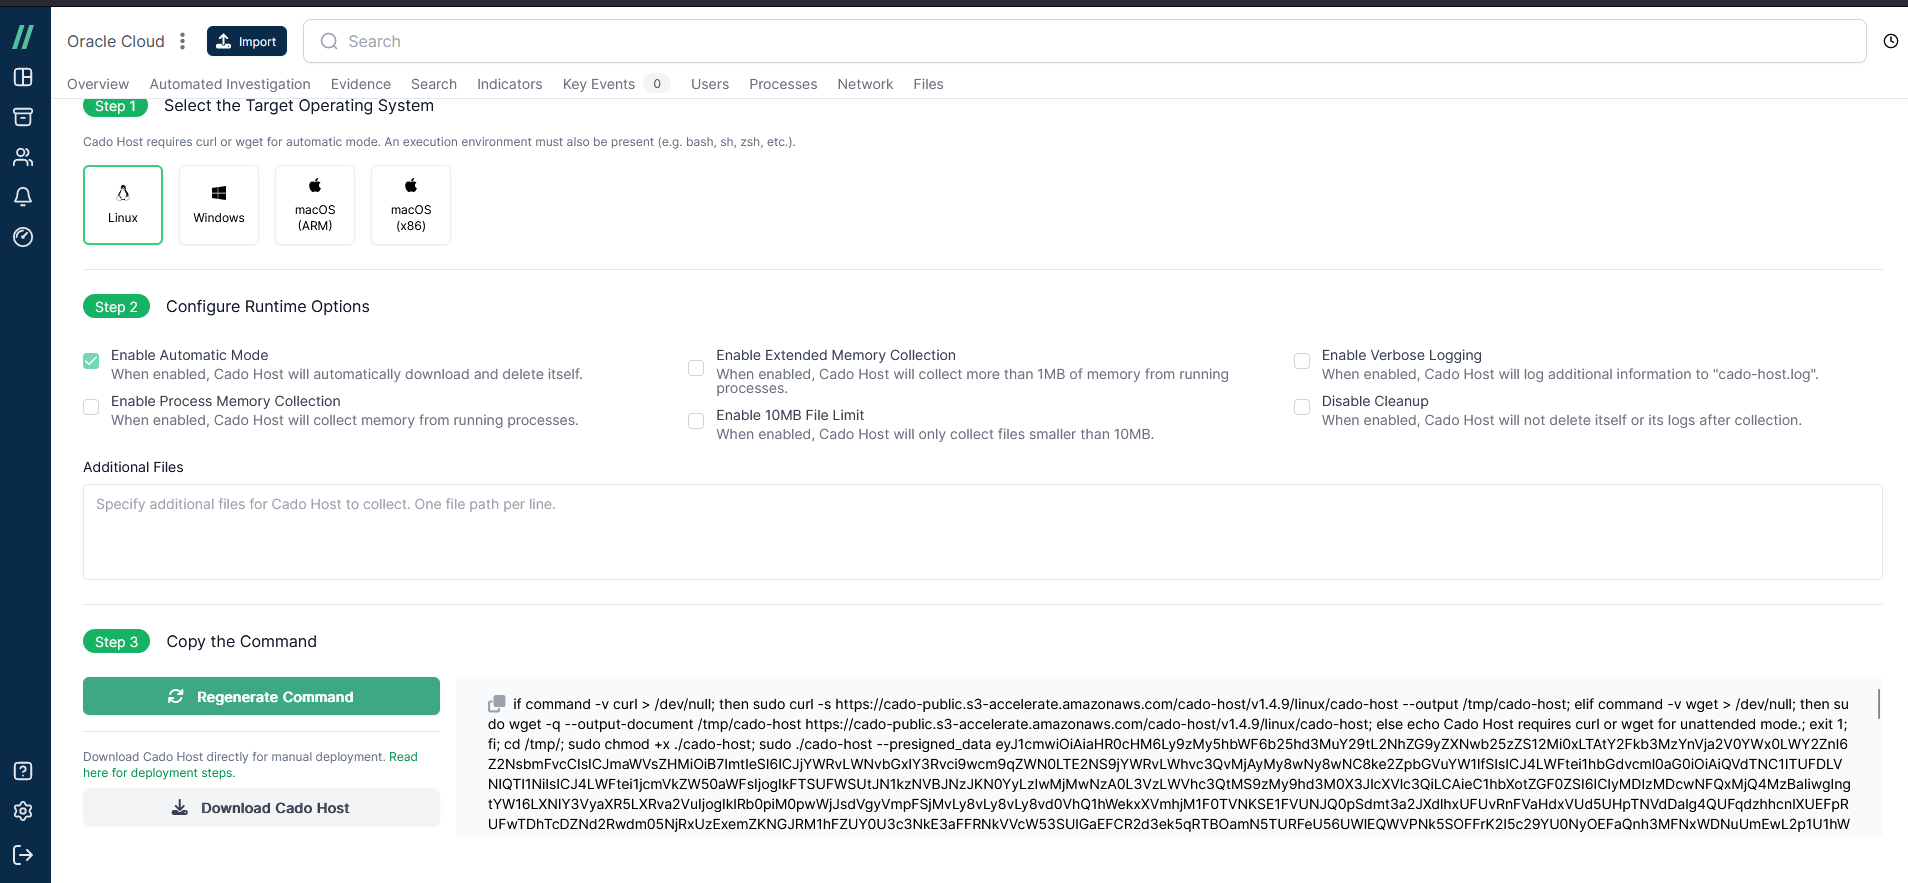 Oracle Cloud
Import
Search
Overview Automated Investigation Evidence Search Indicators Key Events 0 Users Processes Network Files
Step 1 Select the Target Operating System
Cado Host requires curl or wget for automatic mode. An execution environment must also be present (e.g. bash, sh, zsh, etc.).
Linux
Windows
macOS
(ARM)
macOS
(x86)
Step 2 Configure Runtime Options
Enable Automatic Mode
When enabled, Cado Host will automatically download and delete itself.
Enable Process Memory Collection
When enabled, Cado Host will collect memory from running processes.
Enable Extended Memory Collection
When enabled, Cado Host will collect more than 1MB of memory from running
processes.
Enable 10MB File Limit
When enabled, Cado Host will only collect files smaller than 10MB.
Enable Verbose Logging
When enabled, Cado Host will log additional information to "cado-host.log".
Disable Cleanup
When enabled, Cado Host will not delete itself or its logs after collection.
Additional Files
Specify additional files for Cado Host to collect. One file path per line.
Step 3 Copy the Command
Regenerate Command
Download Cado Host directly for manual deployment. Read
here for deployment steps.
Download Cado Host
if command -v curl > /dev/null; then sudo curl -s https://cado-public.s3-accelerate.amazonaws.com/cado-host/v1.4.9/linux/cado-host --output /tmp/cado-host; elif command -v wget > /dev/null; then su
do wget -q --output-document /tmp/cado-host https://cado-public.s3-accelerate.amazonaws.com/cado-host/v1.4.9/linux/cado-host; else echo Cado Host requires curl or wget for unattended mode.; exit 1;
fi; cd /tmp/; sudo chmod +x ./cado-host; sudo ./cado-host --presigned_data